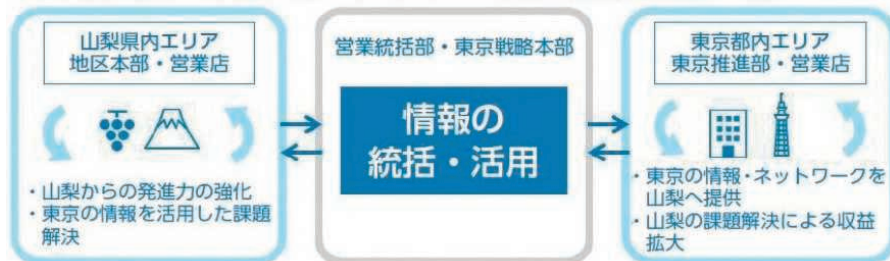 山梨県内エリア
地区本部・営業店
・山梨からの発進力の強化
・東京の情報を活用した課題
解決
営業統括部・東京戦略本部
情報の
統括・活用
東京都内エリア
東京推進部・営業店
・東京の情報・ネットワークを
山梨へ提供
・山梨の課題解決による収益
拡大